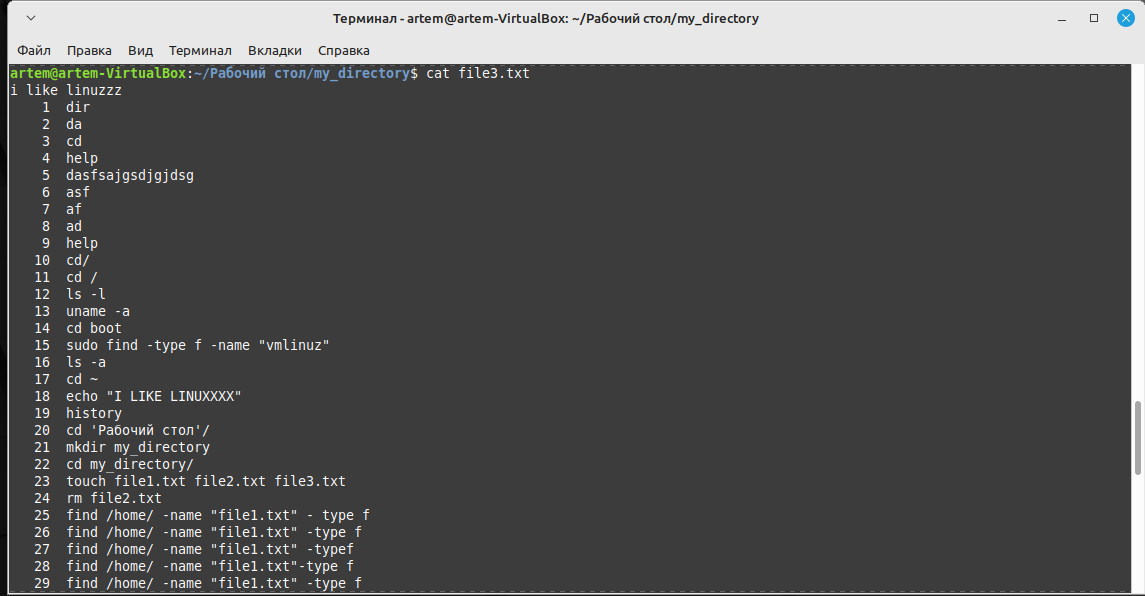 Терминал - artem@artem-VirtualBox: ~/Рабочий стол/my_directory
Файл Правка Вид Терминал Вкладки Справка
artem@artem-VirtualBox:~/Рабочий стол/my_directory$ cat file3.txt
i like linuzzz
1 dir
2 da
3 cd
4 help
5 dasfsajgsdjgjdsg
6 asf
7 af
8 ad
9 help
10 cd/
11 cd /
12 ls -l
13 uname -a
14 cd boot
15 sudo find -type f -name "vmlinuz"
16 ls -a
17 cd ~
18 echo "I LIKE LINUXXXX"
19 history
20 cd 'Рабочий стол'/
21 mkdir my_directory
22 cd my_directory/
23 touch file1.txt file2.txt file3.txt
24 rm file2.txt
25 find /home/ -name "file1.txt" - type f
26 find /home/ -name "file1.txt" -type f
27 find /home/ -name "file1.txt" -typef
28 find /home/ -name "file1.txt"-type f
29 find /home/ -name "file1.txt" -type f